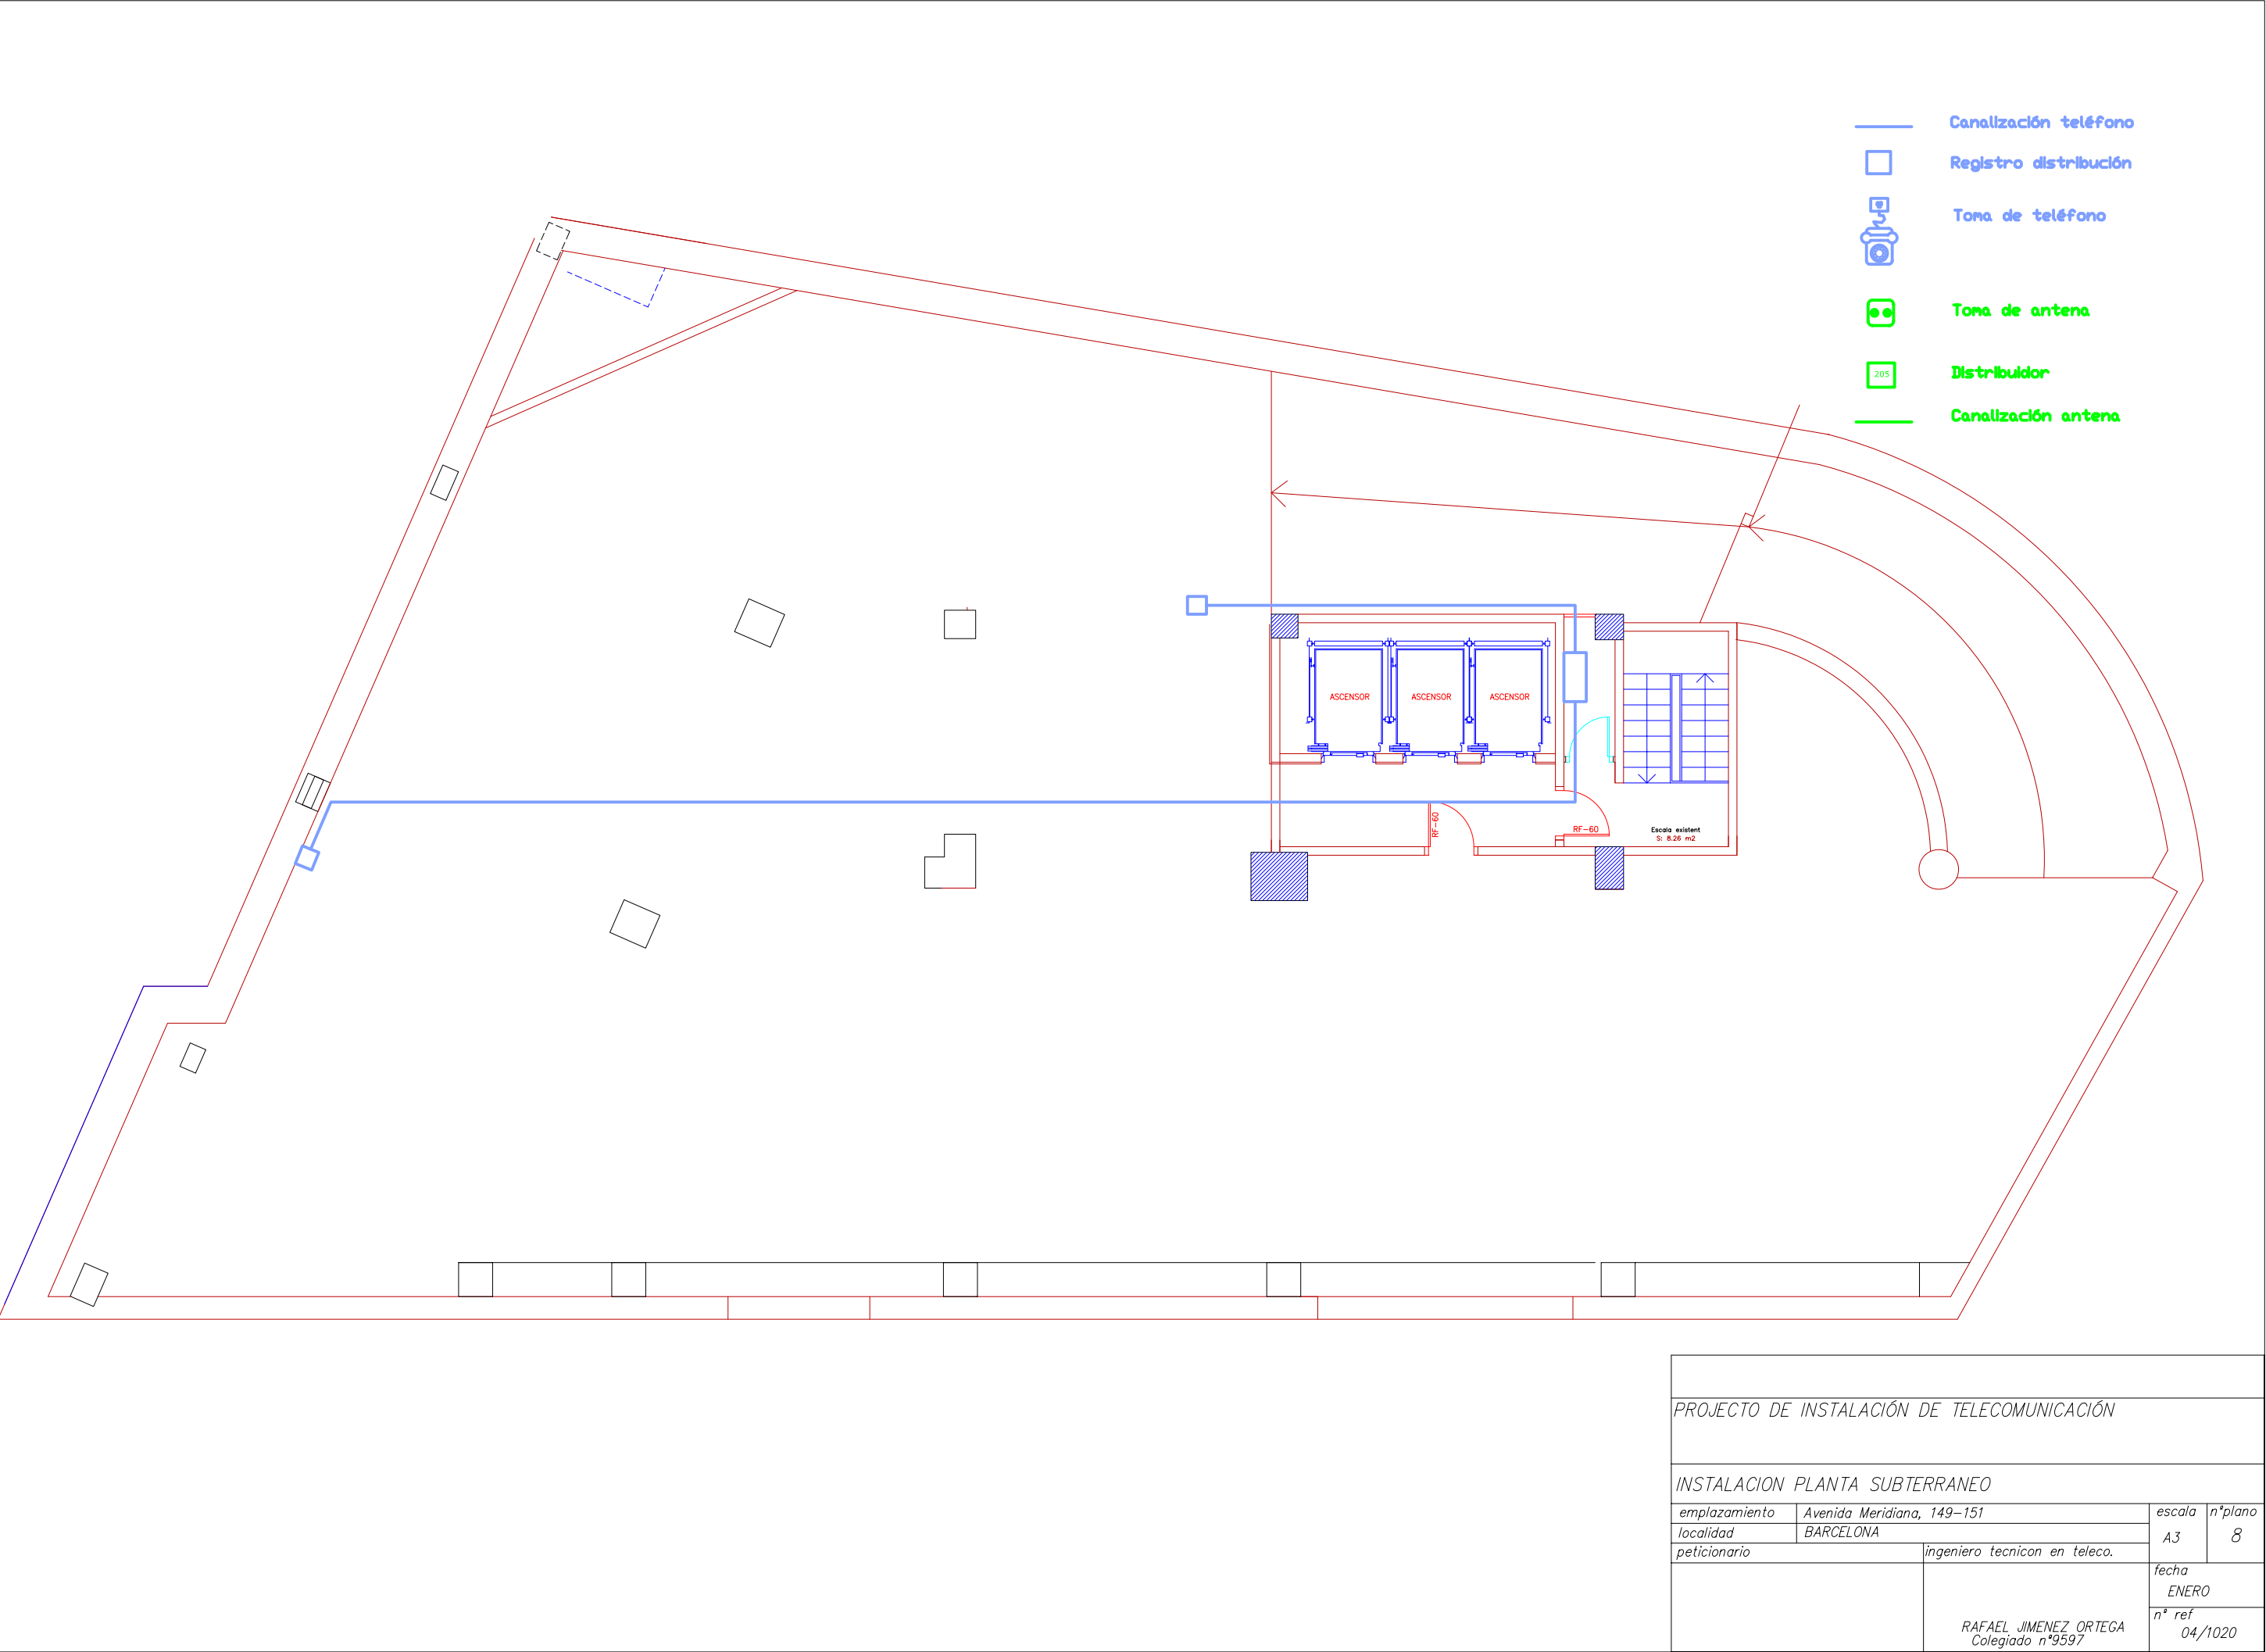 Canalización teléfono
Registro distribución
Toma de teléfono
Toma de antena
205
Distribuidor
Canalización antena
ASCENSOR
ASCENSOR
ASCENSOR
RF-60
RF-60
Escala existent
S: 8.26 m2
PROJECTO DE INSTALACIÓN DE TELECOMUNICACIÓN
INSTALACION PLANTA SUBTERRANEO
emplazamiento
Avenida Meridiana, 149-151
escala
nºplano
localidad
BARCELONA
A3
8
peticionario
ingeniero tecnicon en teleco.
fecha
ENERO
nº ref
04/1020
RAFAEL JIMENEZ ORTEGA
Colegiado nº9597